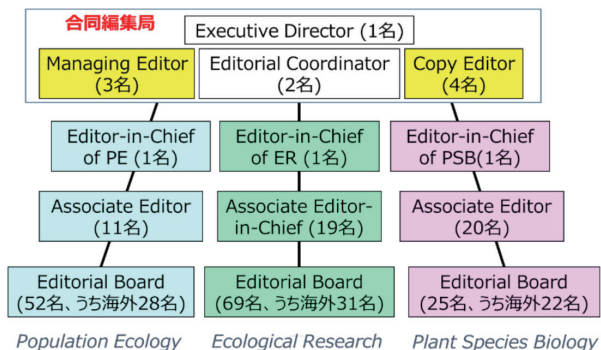 合同編集局
Executive Director (1名)
Managing Editor
(3名)
Editorial Coordinator
(2名)
Copy Editor
(4名)
Editor-in-Chief
of PE (1名)
Editor-in-Chief
of ER (1名)
Editor-in-Chief
of PSB(1名)
Associate Editor
(11名)
Associate Editor-
in-Chief (19名)
Associate Editor
(20名)
Editorial Board
(52名、うち海外28名)
Editorial Board
(69名、うち海外31名)
Editorial Board
(25名、うち海外22名)
Population Ecology
Ecological Research
Plant Species Biology